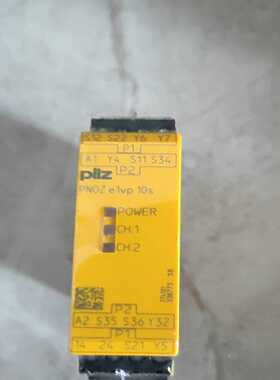 S12 S22 Y6 Y7
P1
A1 Y4 S11 S34
P2
pilz
PNOZ e1vp 10s
POWER
CH.1
CH.2
P2
A2 S35 S36 Y32
P1
14 24 S21 Y5